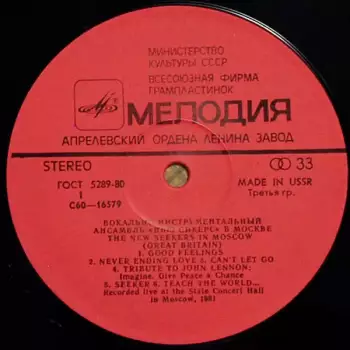 МИНИСТЕРСТВО
КУЛЬТУРЫ СССР
ВСЕСОЮЗНАЯ ФИРМА
ГРАМПЛАСТИНОК
МЕЛОДИЯ
АПРЕЛЕВСКИЙ ОРДЕНА ЛЕНИНА ЗАВОД
STEREO
33
ГОСТ 5289-80
MADE IN USSR
1
Третья гр.
С60—16579
ВОКАЛЬНО-ИНСТРУМЕНТАЛЬНЫЙ
АНСАМБЛЬ «НЬЮ СИКЕРС» В МОСКВЕ
THE NEW SEEKERS IN MOSCOW
(GREAT BRITAIN)
1. GOOD FEELINGS
2. NEVER ENDING LOVE 3. CAN'T LET GO
4. TRIBUTE TO JOHN LENNON:
Imagine, Give Peace A Chance
5. SEEKER 6. TEACH THE WORLD...
Recorded live at the State Concert Hall
in Moscow, 1981